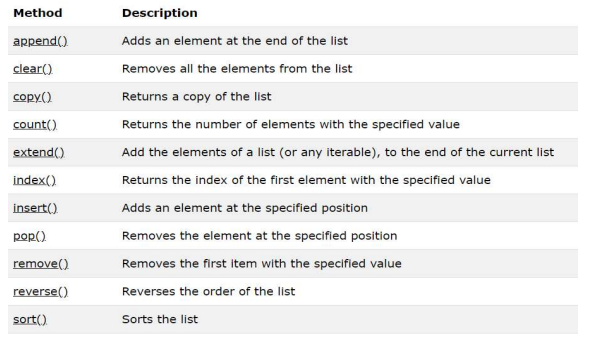 Method Description
append() Adds an element at the end of the list
clear() Removes all the elements from the list
copy() Returns a copy of the list
count() Returns the number of elements with the specified value
extend() Add the elements of a list (or any iterable), to the end of the current list
index() Returns the index of the first element with the specified value
insert() Adds an element at the specified position
pop() Removes the element at the specified position
remove() Removes the first item with the specified value
reverse() Reverses the order of the list
sort() Sorts the list